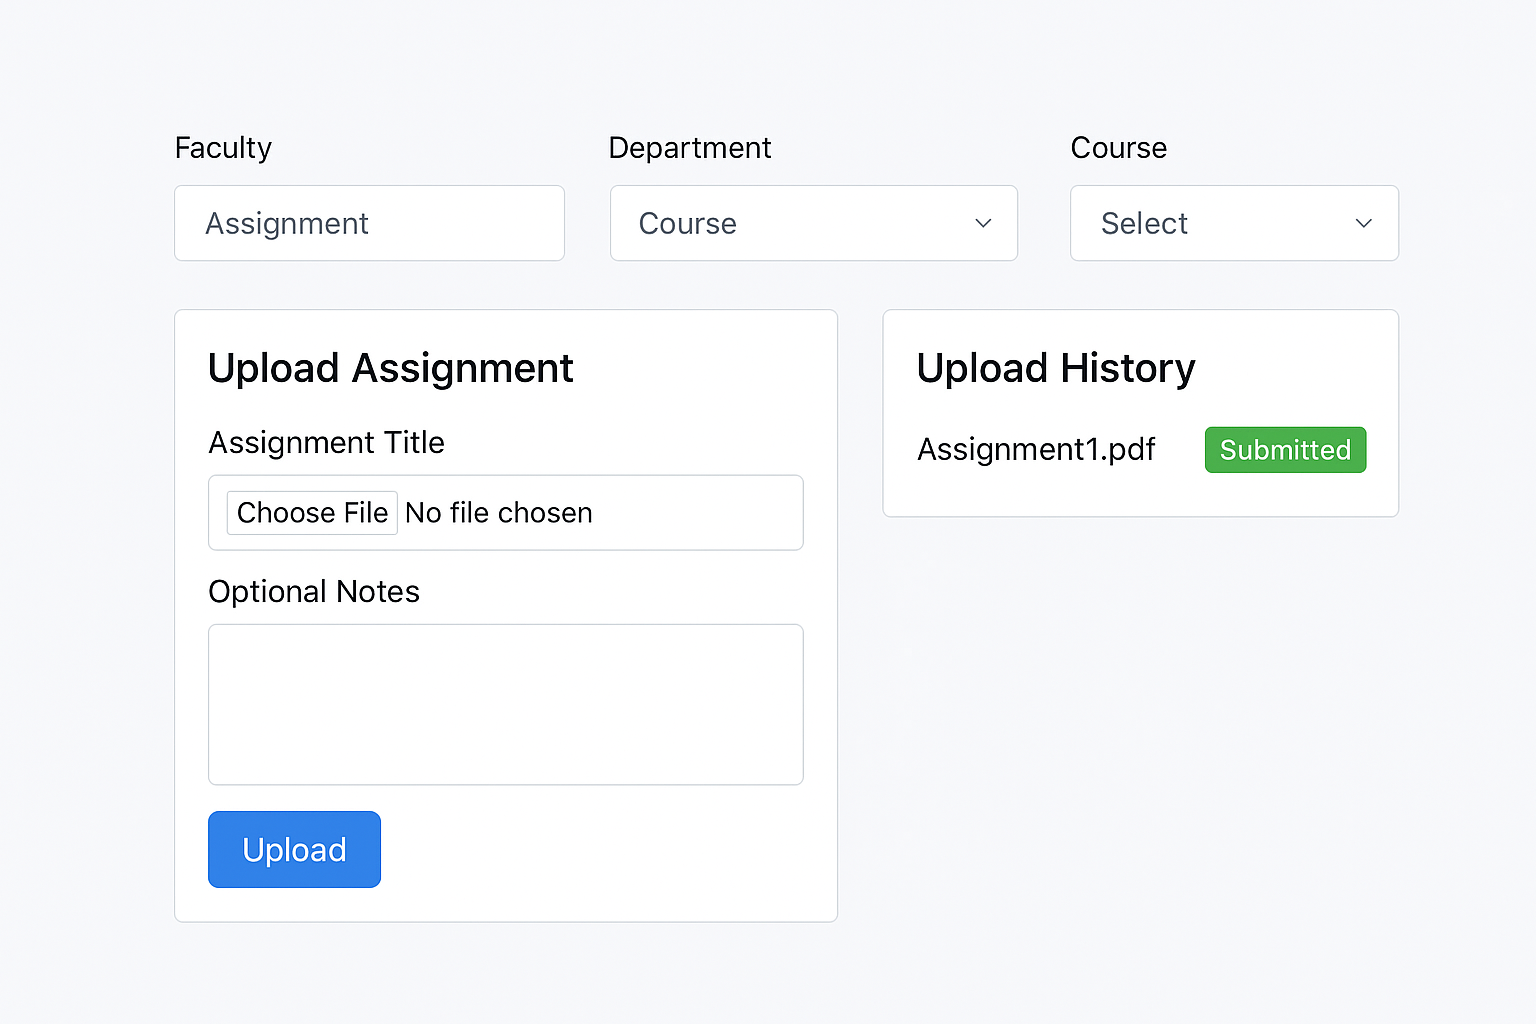 Faculty
Department
Course
Assignment
Course
Select
Upload Assignment
Assignment Title
Choose File No file chosen
Optional Notes
Upload
Upload History
Assignment1.pdf Submitted